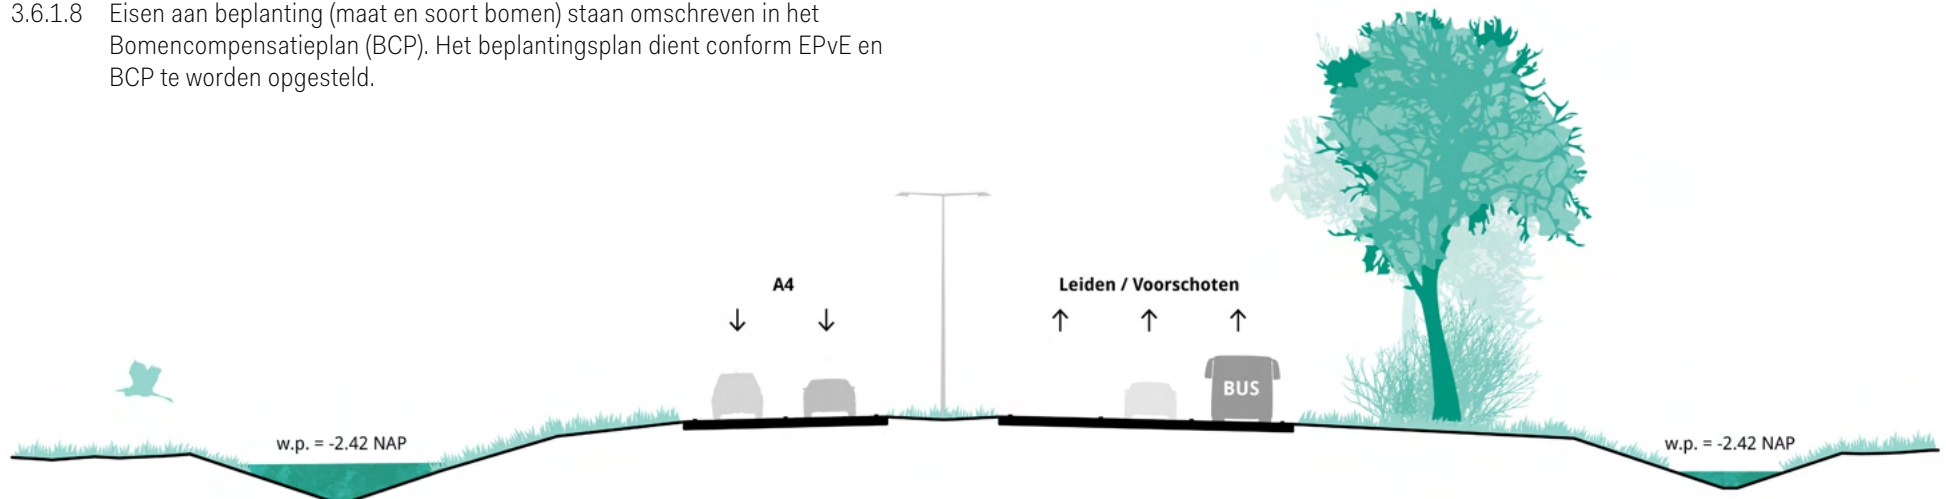 3.6.1.8 Eisen aan beplanting (maat en soort bomen) staan omschreven in het
Bomencompensatieplan (BCP). Het beplantingsplan dient conform EPvE en
BCP te worden opgesteld.
A4
Leiden / Voorschoten
BUS
w.p. = -2.42 NAP
w.p. = -2.42 NAP